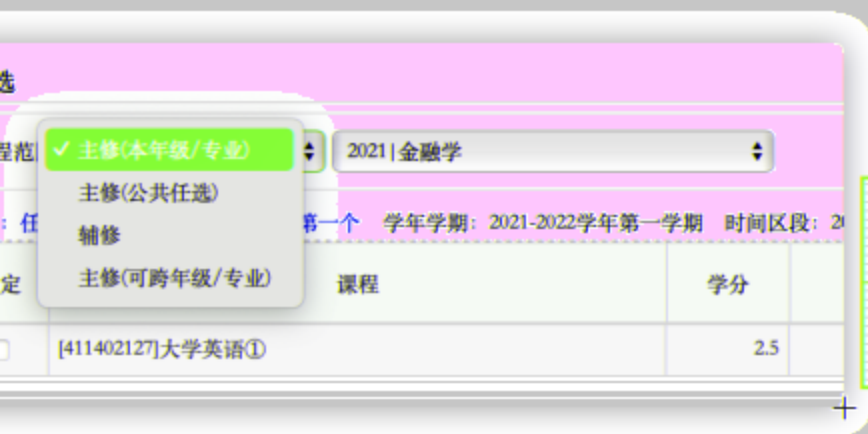 选
程范
主修(本年级/专业)
2021|金融学
主修(公共任选)
辅修
主修(可跨年级/专业)
：任
第一个 学年学期：2021-2022学年第一学期 时间区段：20
定 课程 学分
[411402127]大学英语① 2.5